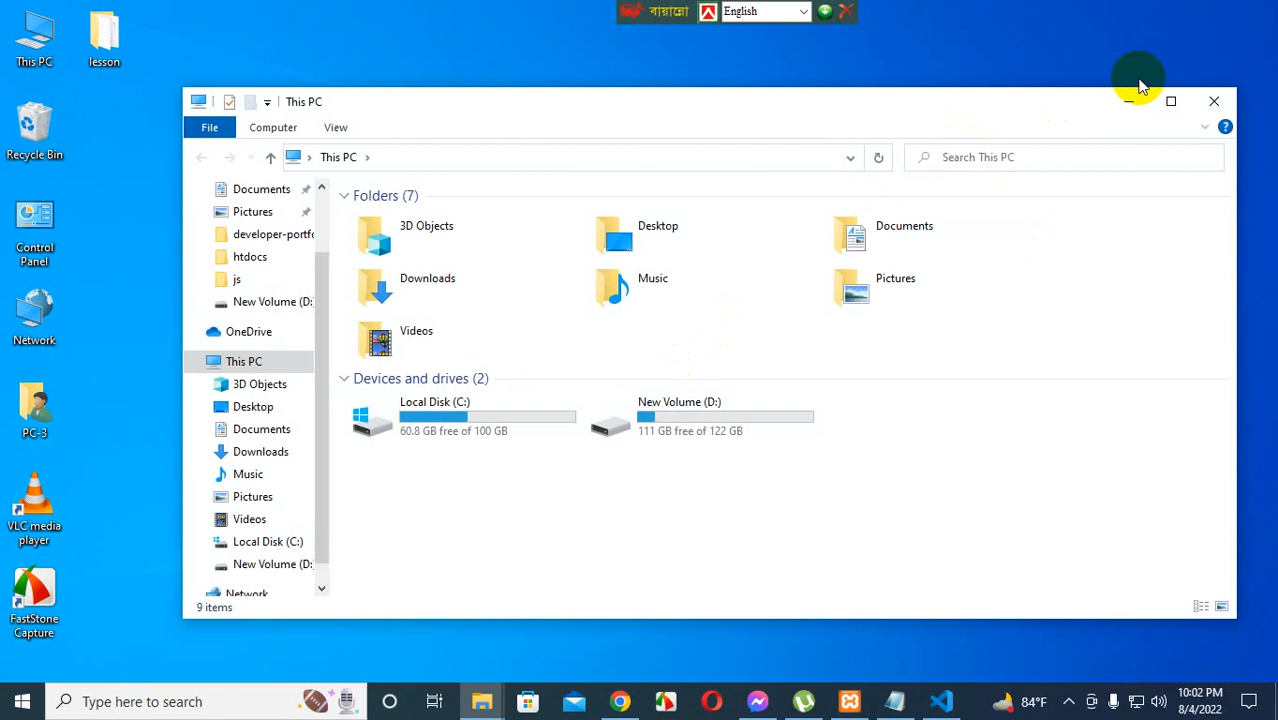 বায়ান্নো
English
This PC
lesson
Recycle Bin
Control
Panel
Network
PC-3
VLC media
player
FastStone
Capture
This PC
File
Computer
View
This PC
Search This PC
Documents
Pictures
developer-portfo
htdocs
js
New Volume (D:
OneDrive
This PC
3D Objects
Desktop
Documents
Downloads
Music
Pictures
Videos
Local Disk (C:)
New Volume (D:
Network
Folders (7)
3D Objects
Desktop
Documents
Downloads
Music
Pictures
Videos
Devices and drives (2)
Local Disk (C:)
60.8 GB free of 100 GB
New Volume (D:)
111 GB free of 122 GB
9 items
Type here to search
84°F
10:02 PM
8/4/2022